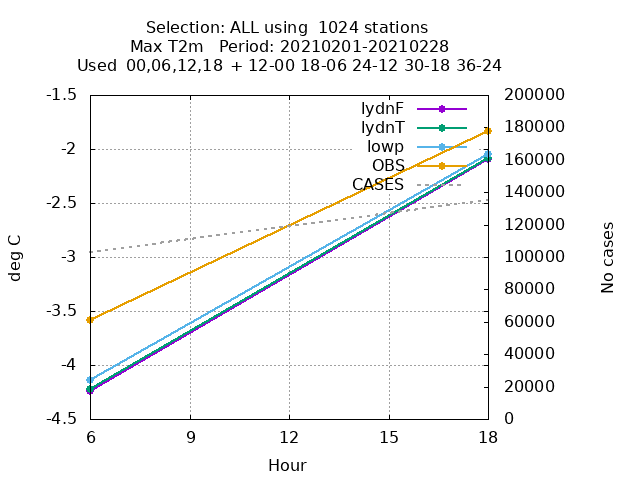 Selection: ALL using  1024 stations
Max T2m   Period: 20210201-20210228
Used  00,06,12,18  + 12-00 18-06 24-12 30-18 36-24
-1.5
-2
-2.5
-3
-3.5
-4
-4.5
deg C
200000
180000
160000
140000
120000
100000
80000
60000
40000
20000
0
No cases
lydnF
lydnT
lowp
OBS
CASES
6
9
12
15
18
Hour